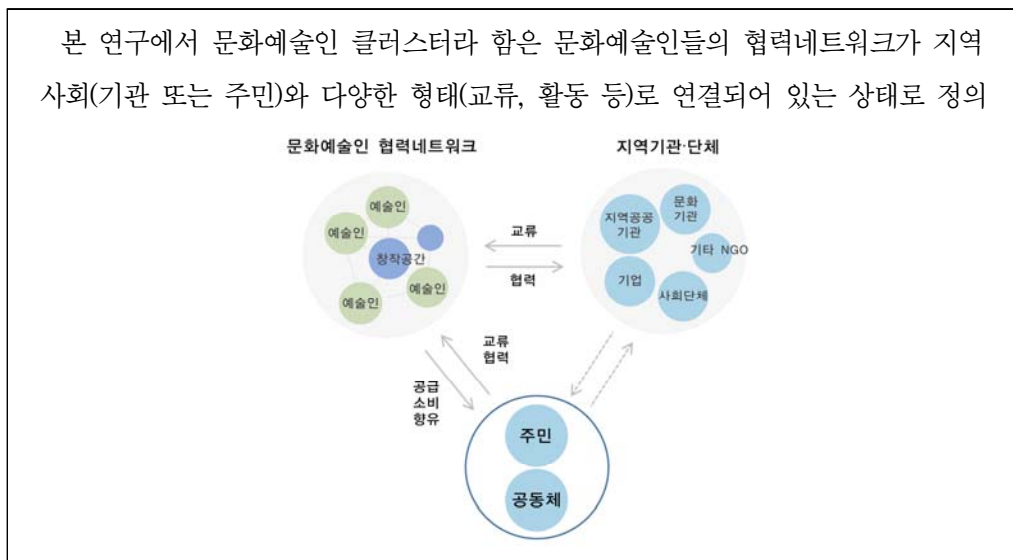 본 연구에서 문화예술인 클러스터라 함은 문화예술인들의 협력네트워크가 지역
사회(기관 또는 주민)와 다양한 형태(교류, 활동 등)로 연결되어 있는 상태로 정의
문화예술인 협력네트워크
지역기관·단체
예술인
예술인
창작공간
예술인
예술인
교류
협력
지역공공
기관
문화
기관
기타 NGO
기업
사회단체
교류
협력
공급
소비
향유
주민
공동체